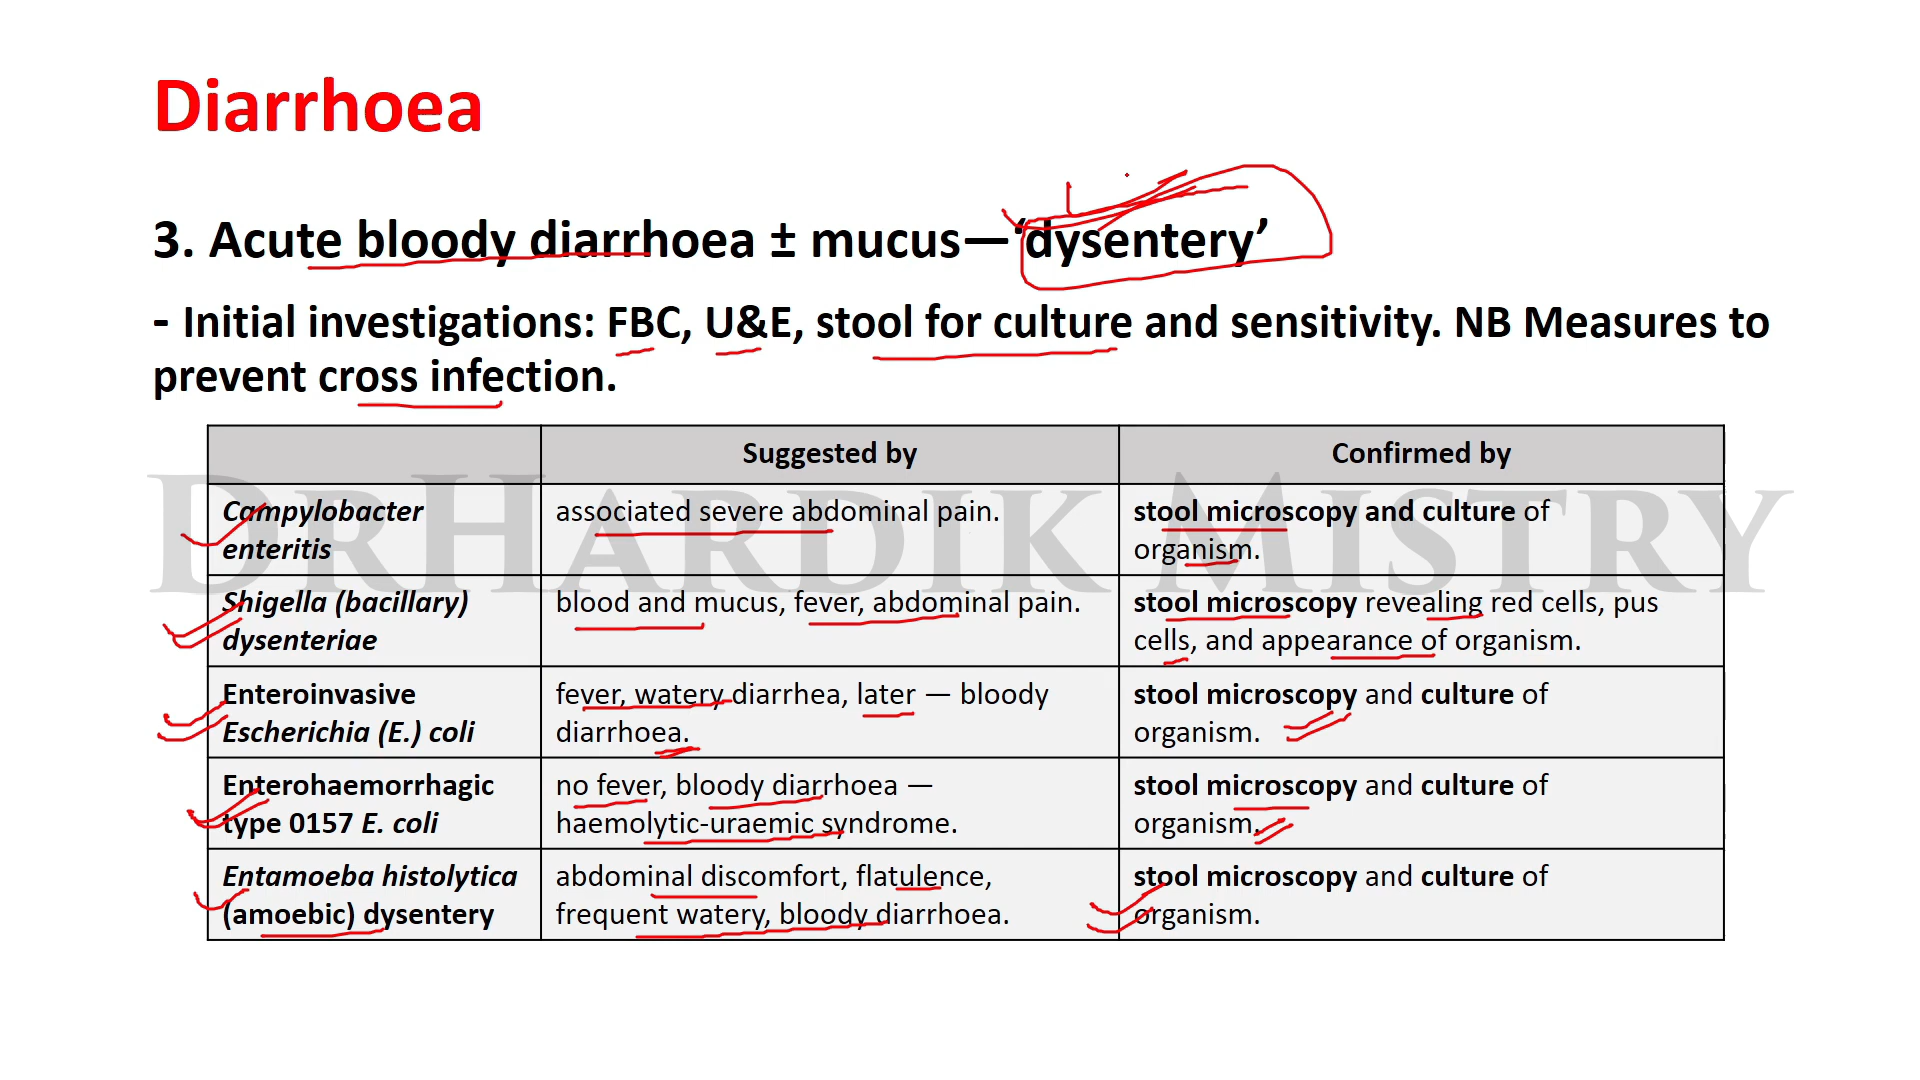 Diarrhoea
3. Acute bloody diarrhoea ± mucus—‘dysentery’
- Initial investigations: FBC, U&E, stool for culture and sensitivity. NB Measures to
prevent cross infection.
Suggested by
Confirmed by
Campylobacter
enteritis
associated severe abdominal pain.
stool microscopy and culture of
organism.
Shigella (bacillary)
dysenteriae
blood and mucus, fever, abdominal pain.
stool microscopy revealing red cells, pus
cells, and appearance of organism.
Enteroinvasive
Escherichia (E.) coli
fever, watery diarrhea, later — bloody
diarrhoea.
stool microscopy and culture of
organism.
Enterohaemorrhagic
type 0157 E. coli
no fever, bloody diarrhoea —
haemolytic-uraemic syndrome.
stool microscopy and culture of
organism.
Entamoeba histolytica
(amoebic) dysentery
abdominal discomfort, flatulence,
frequent watery, bloody diarrhoea.
stool microscopy and culture of
organism.
DRHARDIK MISTRY